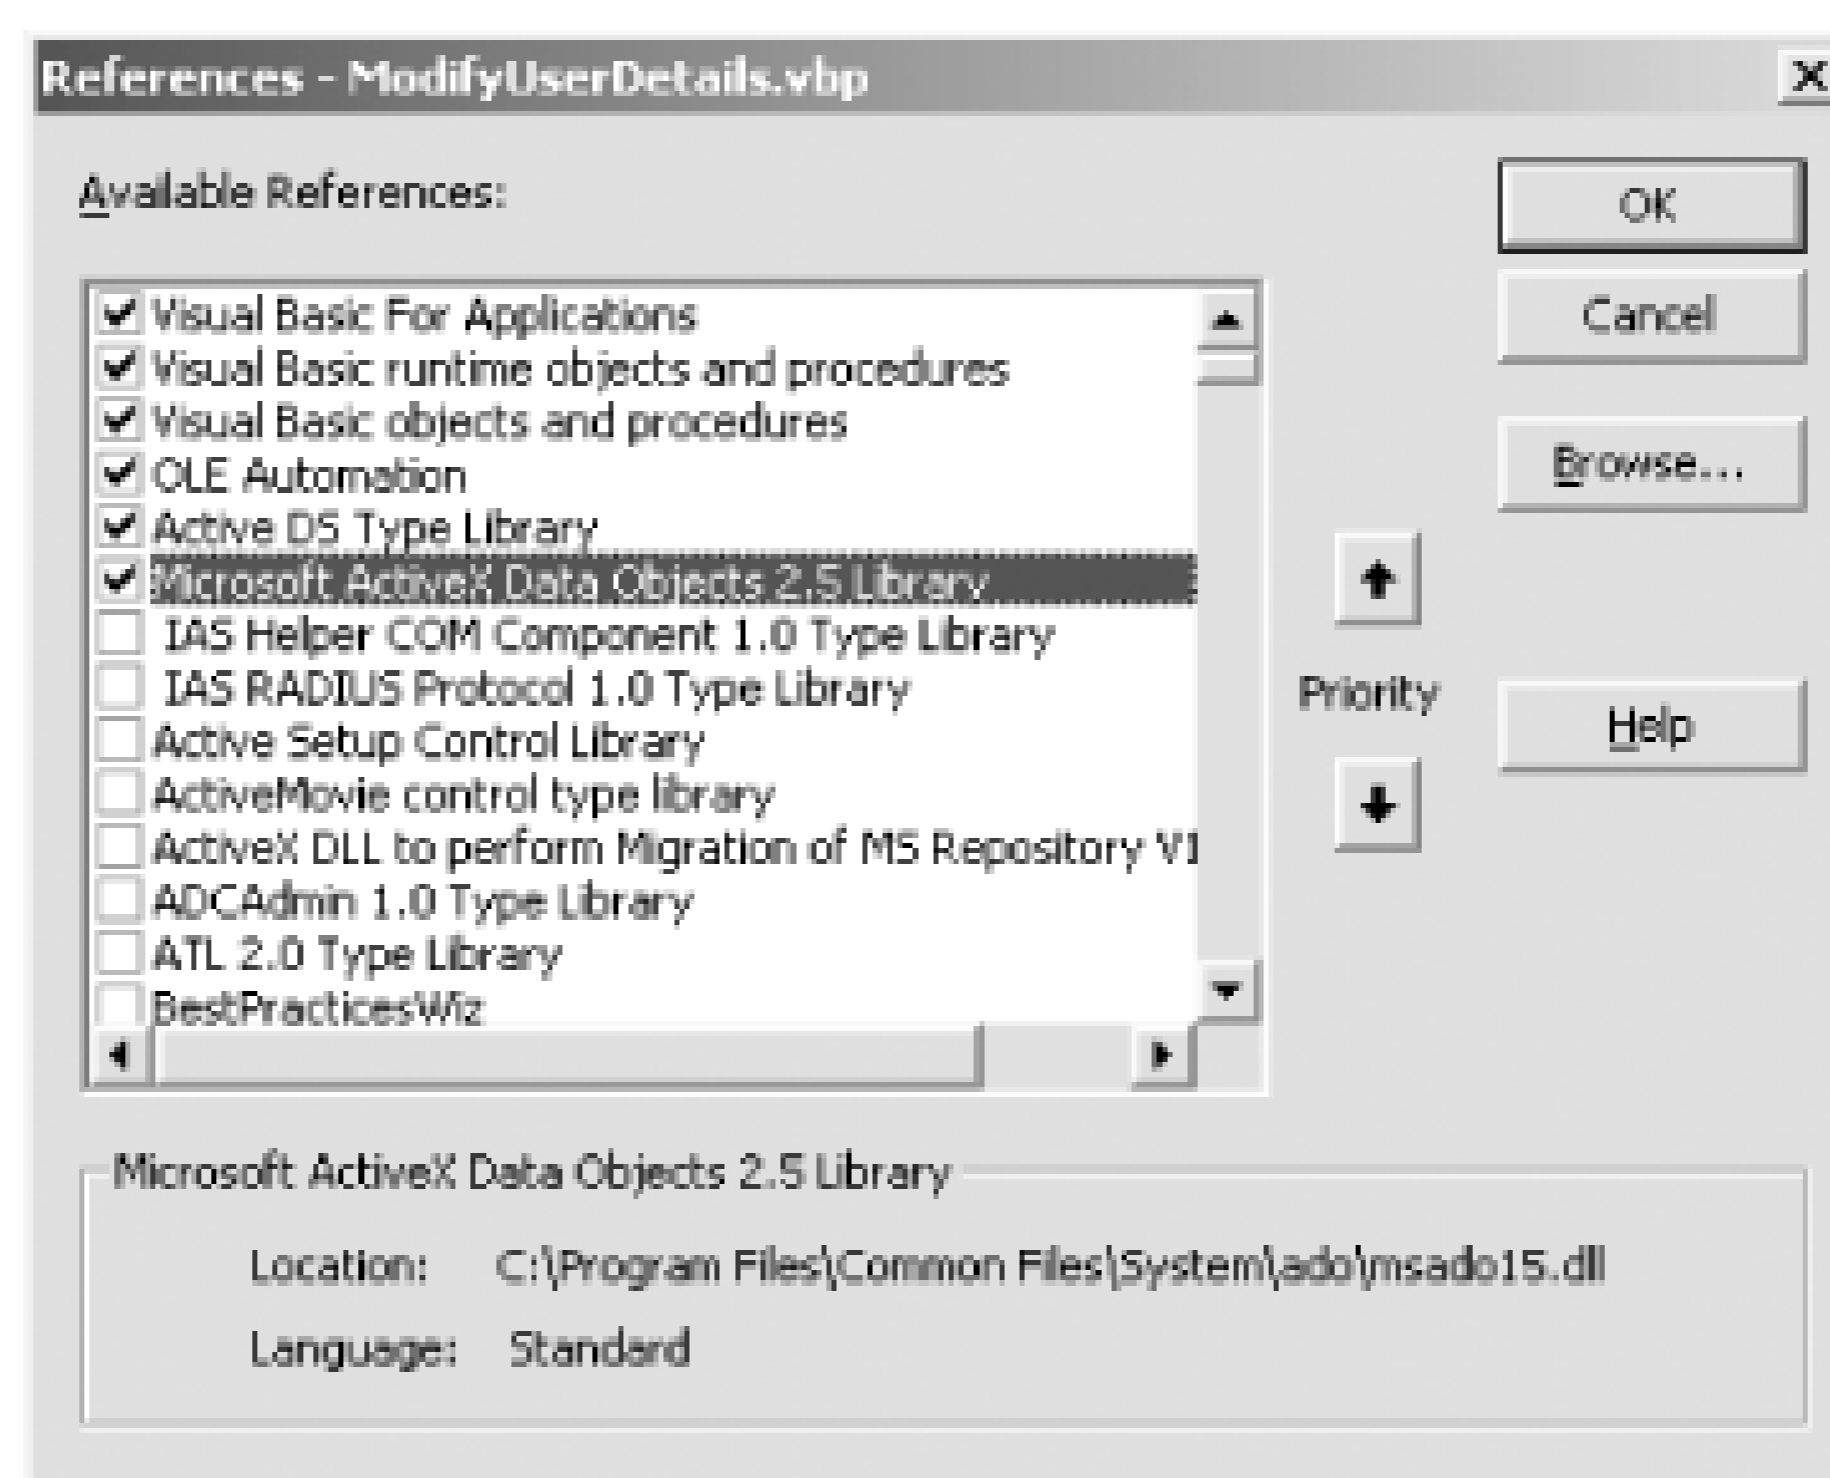 References - ModifyUserDetails.vbp
Available References:
OK
Cancel
Browse...
Help
Priority
Visual Basic For Applications
Visual Basic runtime objects and procedures
Visual Basic objects and procedures
OLE Automation
Active DS Type Library
Microsoft ActiveX Data Objects 2.5 Library
IAS Helper COM Component 1.0 Type Library
IAS RADIUS Protocol 1.0 Type Library
Active Setup Control Library
ActiveMovie control type library
ActiveX DLL to perform Migration of MS Repository V1
ADCAdmin 1.0 Type Library
ATL 2.0 Type Library
BestPracticesWiz
Microsoft ActiveX Data Objects 2.5 Library
Location: C:\Program Files\Common Files\System\ado\msado15.dll
Language: Standard